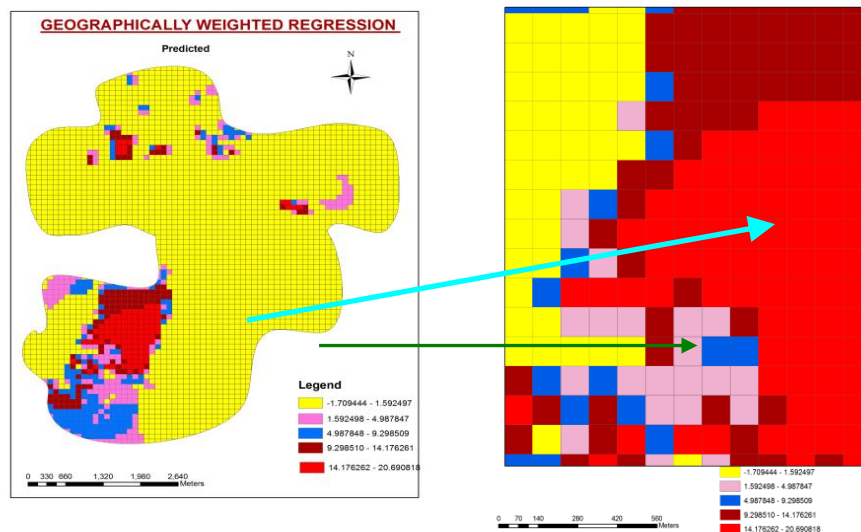 GEOGRAPHICALLY WEIGHTED REGRESSION
Predicted
N
Legend
-1.709444 - 1.592497
1.592498 - 4.987847
4.987848 - 9.298509
9.298510 - 14.176261
14.176262 - 20.690818
0 330 660 1,320 1,980 2,640
Meters
-1.709444 - 1.592497
1.592498 - 4.987847
4.987848 - 9.298509
9.298510 - 14.176261
14.176262 - 20.690818
0 70 140 280 420 560
Meters